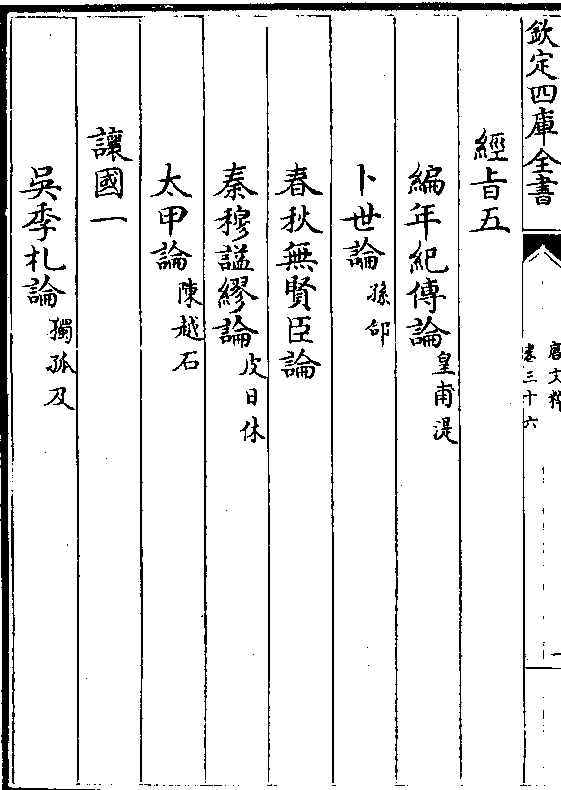 欽定四庫全書
唐文粹
卷三十六
經旨五
編年紀傳論 皇甫湜
卜世論 孫郃
春秋無賢臣論
秦穆謚繆論 皮日休
太甲論 陳越石
讓國一
吳季札論 獨孤及